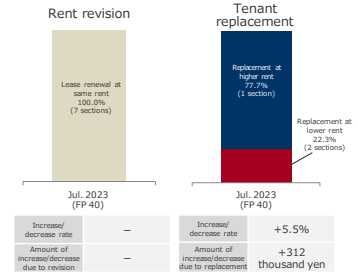 Rent revision
Lease renewal at
same rent
100.0%
(7 sections)
Jul. 2023
(FP 40)
Increase/
decrease rate
–
Amount of
increase/decrease
due to revision
–
Tenant
replacement
Replacement at
higher rent
77.7%
(1 section)
Replacement at
lower rent
22.3%
(2 sections)
Jul. 2023
(FP 40)
Increase/
decrease rate
+5.5%
Amount of
increase/decrease
due to replacement
+312
thousand yen